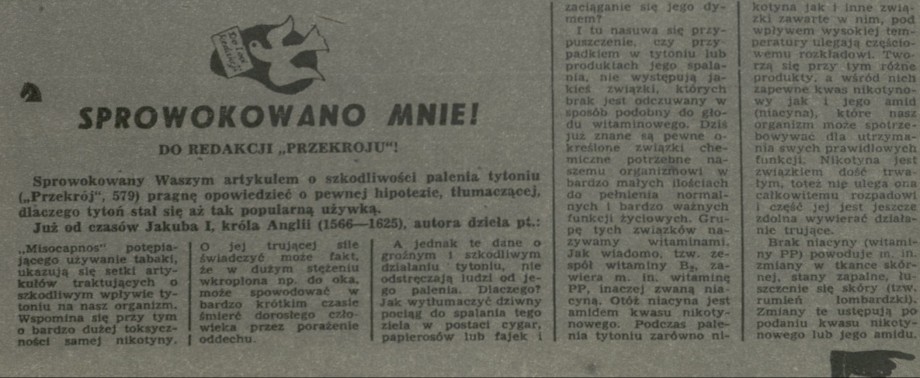 SPROWOKOWANO MNIE!
DO REDAKCJI „PRZEKROJU"!
Sprowokowany Waszym artykułem o szkodliwości palenia tytoniu
(„Przekrój", 579) pragnę opowiedzieć o pewnej hipotezie, tłumaczącej,
dlaczego tytoń stał się aż tak popularną używką.
Już od czasów Jakuba I, króla Anglii (1566—1625), autora dzieła pt.:
„Misocapnos" potępia-
jącego używanie tabaki,
ukazują się setki arty-
kułów traktujących o
szkodliwym wpływie ty-
toniu na nasz organizm.
Wspomina się przy tym
o bardzo dużej toksycz-
ności samej nikotyny.
O jej trującej sile
świadczyć może fakt,
że w dużym stężeniu
wkroplona np. do oka,
może spowodować w
bardzo krótkim czasie
śmierć dorosłego czło-
wieka przez porażenie
oddechu.
A jednak te dane o
groźnym i szkodliwym
działaniu tytoniu, nie
odstręczają ludzi od je-
go palenia. Dlaczego?
Jak wytłumaczyć dziwny
pociąg do spalania tego
ziela w postaci cygar,
papierosów lub fajek i
zaciąganie się jego dy-
mem?
I tu nasuwa się przy-
puszczenie, czy przy-
padkiem w tytoniu lub
produktach jego spala-
nia, nie występują ja-
kieś związki, których
brak jest odczuwany w
sposób podobny do gło-
du witaminowego. Dziś
już znane są pewne o-
kreślone związki che-
miczne potrzebne na-
szemu organizmowi w
bardzo małych ilościach
do pełnienia normal-
nych i bardzo ważnych
funkcji życiowych. Gru-
pę tych związków na-
zywamy witaminami.
Jak wiadomo, tzw. ze-
spół witaminy B₂, za-
wiera m. in. witaminę
PP, inaczej zwaną nia-
cyną. Otóż niacyna jest
amidem kwasu nikoty-
nowego. Podczas pale-
nia tytoniu zarówno ni-
kotyna jak i inne zwią-
zki zawarte w nim, pod
wpływem wysokiej tem-
peratury ulegają częścio-
wemu rozkładowi. Two-
rzą się przy tym różne
produkty, a wśród nich
zapewne kwas nikotyno-
wy jak i jego amid
(niacyna), które nasz
organizm może spotrze-
bowywać dla utrzyma-
nia swych prawidłowych
funkcji. Nikotyna jest
związkiem dość trwa-
łym, toteż nie ulega ona
całkowitemu rozpadowi
i część jej jest jeszcze
zdolna wywierać działa-
nie trujące.
Brak niacyny (witami-
ny PP) powoduje m. in.
zmiany w tkance skór-
nej, stany zapalne, łu-
szczenie się skóry (tzw.
rumień lombardzki).
Zmiany te ustępują po
podaniu kwasu nikoty-
nowego lub jego amidu.